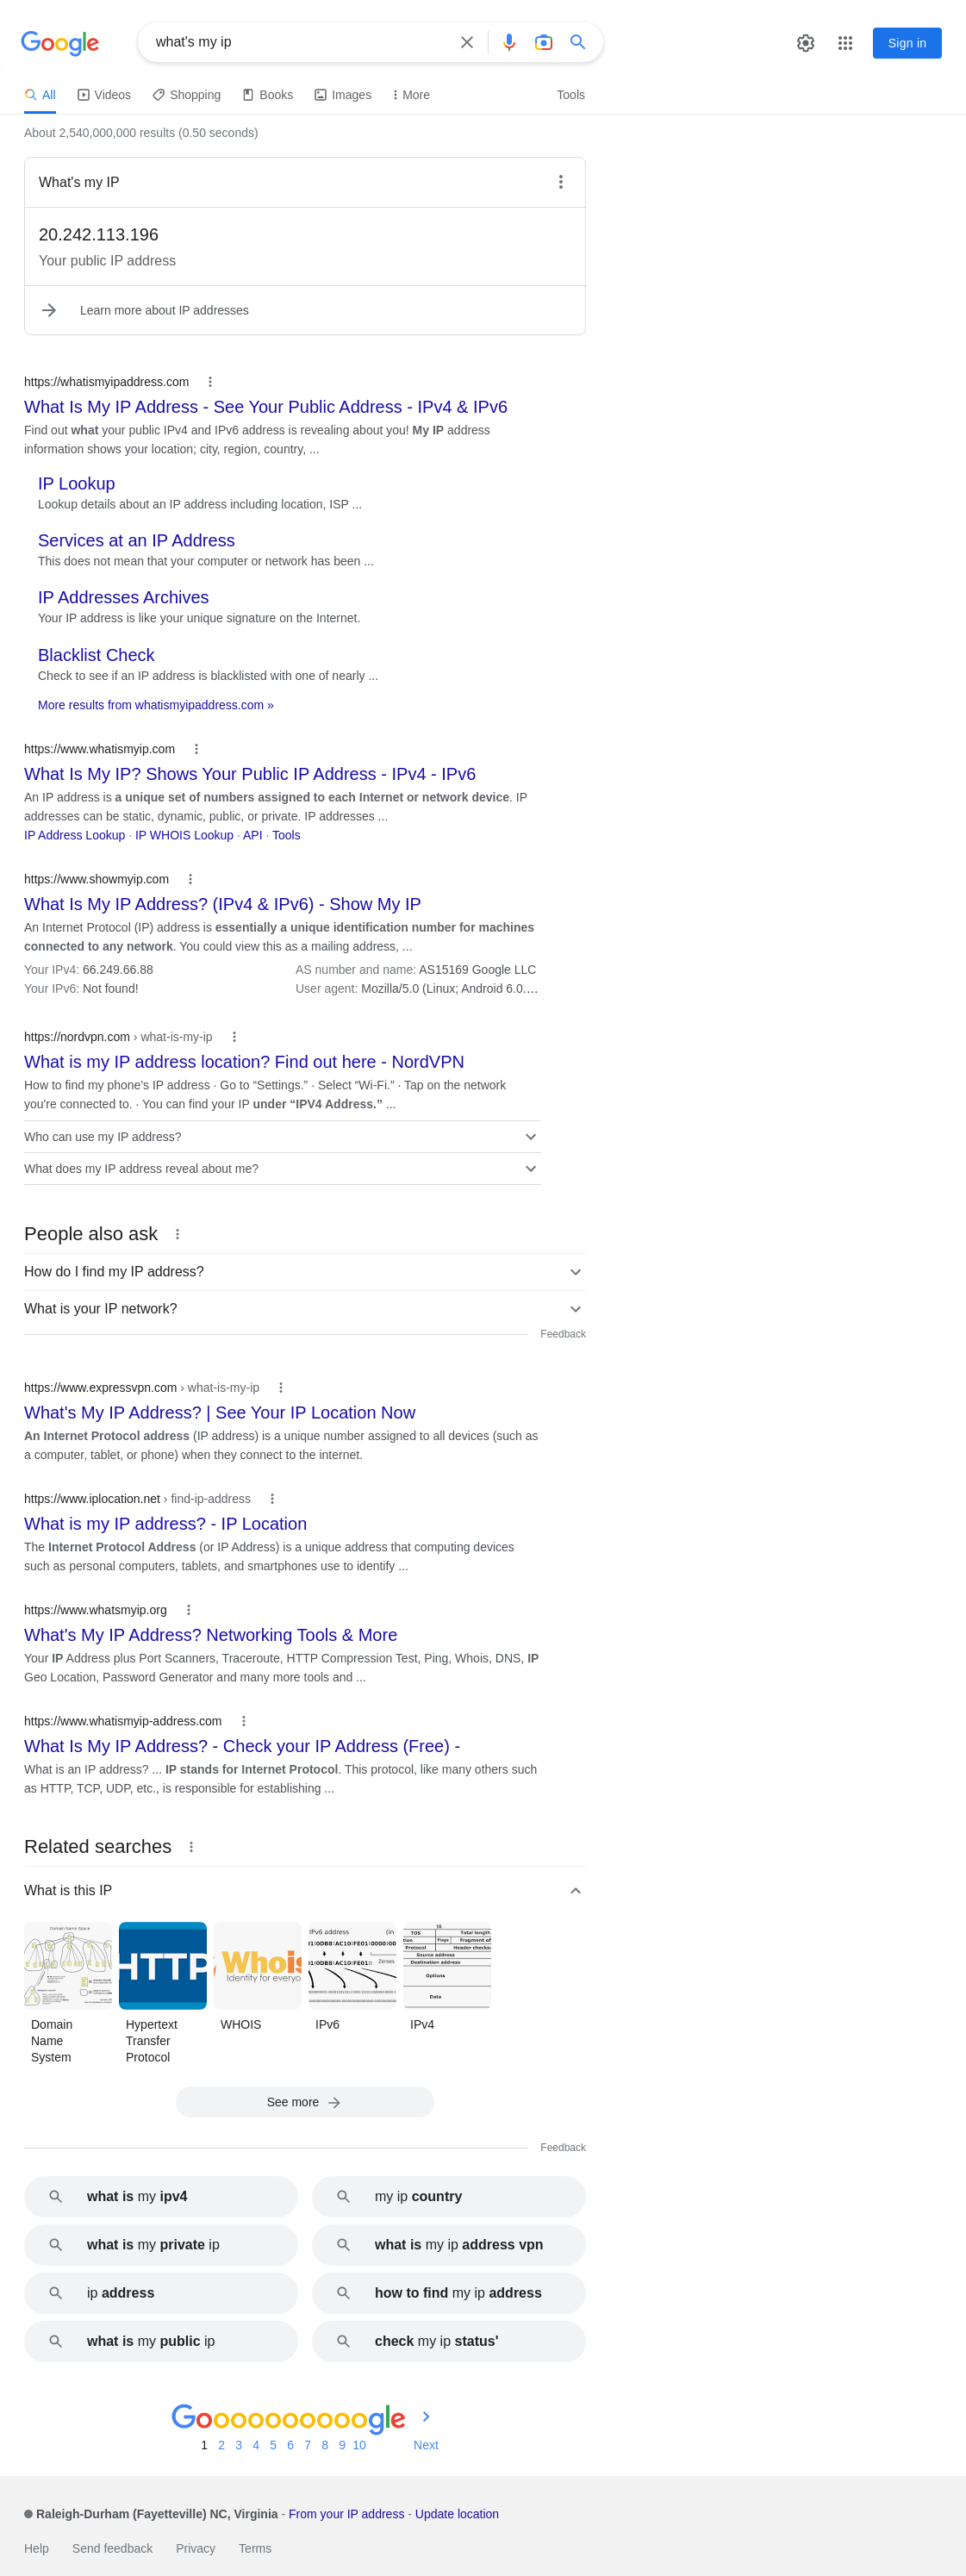 Google
what's my ip
Sign in
All
Videos
Shopping
Books
Images
More
Tools
About 2,540,000,000 results (0.50 seconds)
What's my IP
20.242.113.196
Your public IP address
Learn more about IP addresses
https://whatismyipaddress.com
What Is My IP Address - See Your Public Address - IPv4 & IPv6
Find out what your public IPv4 and IPv6 address is revealing about you! My IP address
information shows your location; city, region, country, ...
IP Lookup
Lookup details about an IP address including location, ISP ...
Services at an IP Address
This does not mean that your computer or network has been ...
IP Addresses Archives
Your IP address is like your unique signature on the Internet.
Blacklist Check
Check to see if an IP address is blacklisted with one of nearly ...
More results from whatismyipaddress.com »
https://www.whatismyip.com
What Is My IP? Shows Your Public IP Address - IPv4 - IPv6
An IP address is a unique set of numbers assigned to each Internet or network device. IP
addresses can be static, dynamic, public, or private. IP addresses ...
IP Address Lookup · IP WHOIS Lookup · API · Tools
https://www.showmyip.com
What Is My IP Address? (IPv4 & IPv6) - Show My IP
An Internet Protocol (IP) address is essentially a unique identification number for machines
connected to any network. You could view this as a mailing address, ...
Your IPv4: 66.249.66.88
AS number and name: AS15169 Google LLC
Your IPv6: Not found!
User agent: Mozilla/5.0 (Linux; Android 6.0....
https://nordvpn.com › what-is-my-ip
What is my IP address location? Find out here - NordVPN
How to find my phone's IP address · Go to “Settings.” · Select “Wi-Fi.” · Tap on the network
you're connected to. · You can find your IP under “IPV4 Address.” ...
Who can use my IP address?
What does my IP address reveal about me?
People also ask
How do I find my IP address?
What is your IP network?
Feedback
https://www.expressvpn.com › what-is-my-ip
What's My IP Address? | See Your IP Location Now
An Internet Protocol address (IP address) is a unique number assigned to all devices (such as
a computer, tablet, or phone) when they connect to the internet.
https://www.iplocation.net › find-ip-address
What is my IP address? - IP Location
The Internet Protocol Address (or IP Address) is a unique address that computing devices
such as personal computers, tablets, and smartphones use to identify ...
https://www.whatsmyip.org
What's My IP Address? Networking Tools & More
Your IP Address plus Port Scanners, Traceroute, HTTP Compression Test, Ping, Whois, DNS, IP
Geo Location, Password Generator and many more tools and ...
https://www.whatismyip-address.com
What Is My IP Address? - Check your IP Address (Free) -
What is an IP address? ... IP stands for Internet Protocol. This protocol, like many others such
as HTTP, TCP, UDP, etc., is responsible for establishing ...
Related searches
What is this IP
Domain Name Space
HTTP
Whois
Identity for everyo
IPv6 address (in
Zeroes
16
TOS Total length
Flags Fragment of
Protocol Header checks
Source address
Destination address
Options
Data
Domain
Name
System
Hypertext
Transfer
Protocol
WHOIS
IPv6
IPv4
See more
Feedback
what is my ipv4
my ip country
what is my private ip
what is my ip address vpn
ip address
how to find my ip address
what is my public ip
check my ip status'
Goooooooooogle
1 2 3 4 5 6 7 8 9 10 Next
Raleigh-Durham (Fayetteville) NC, Virginia - From your IP address - Update location
Help
Send feedback
Privacy
Terms